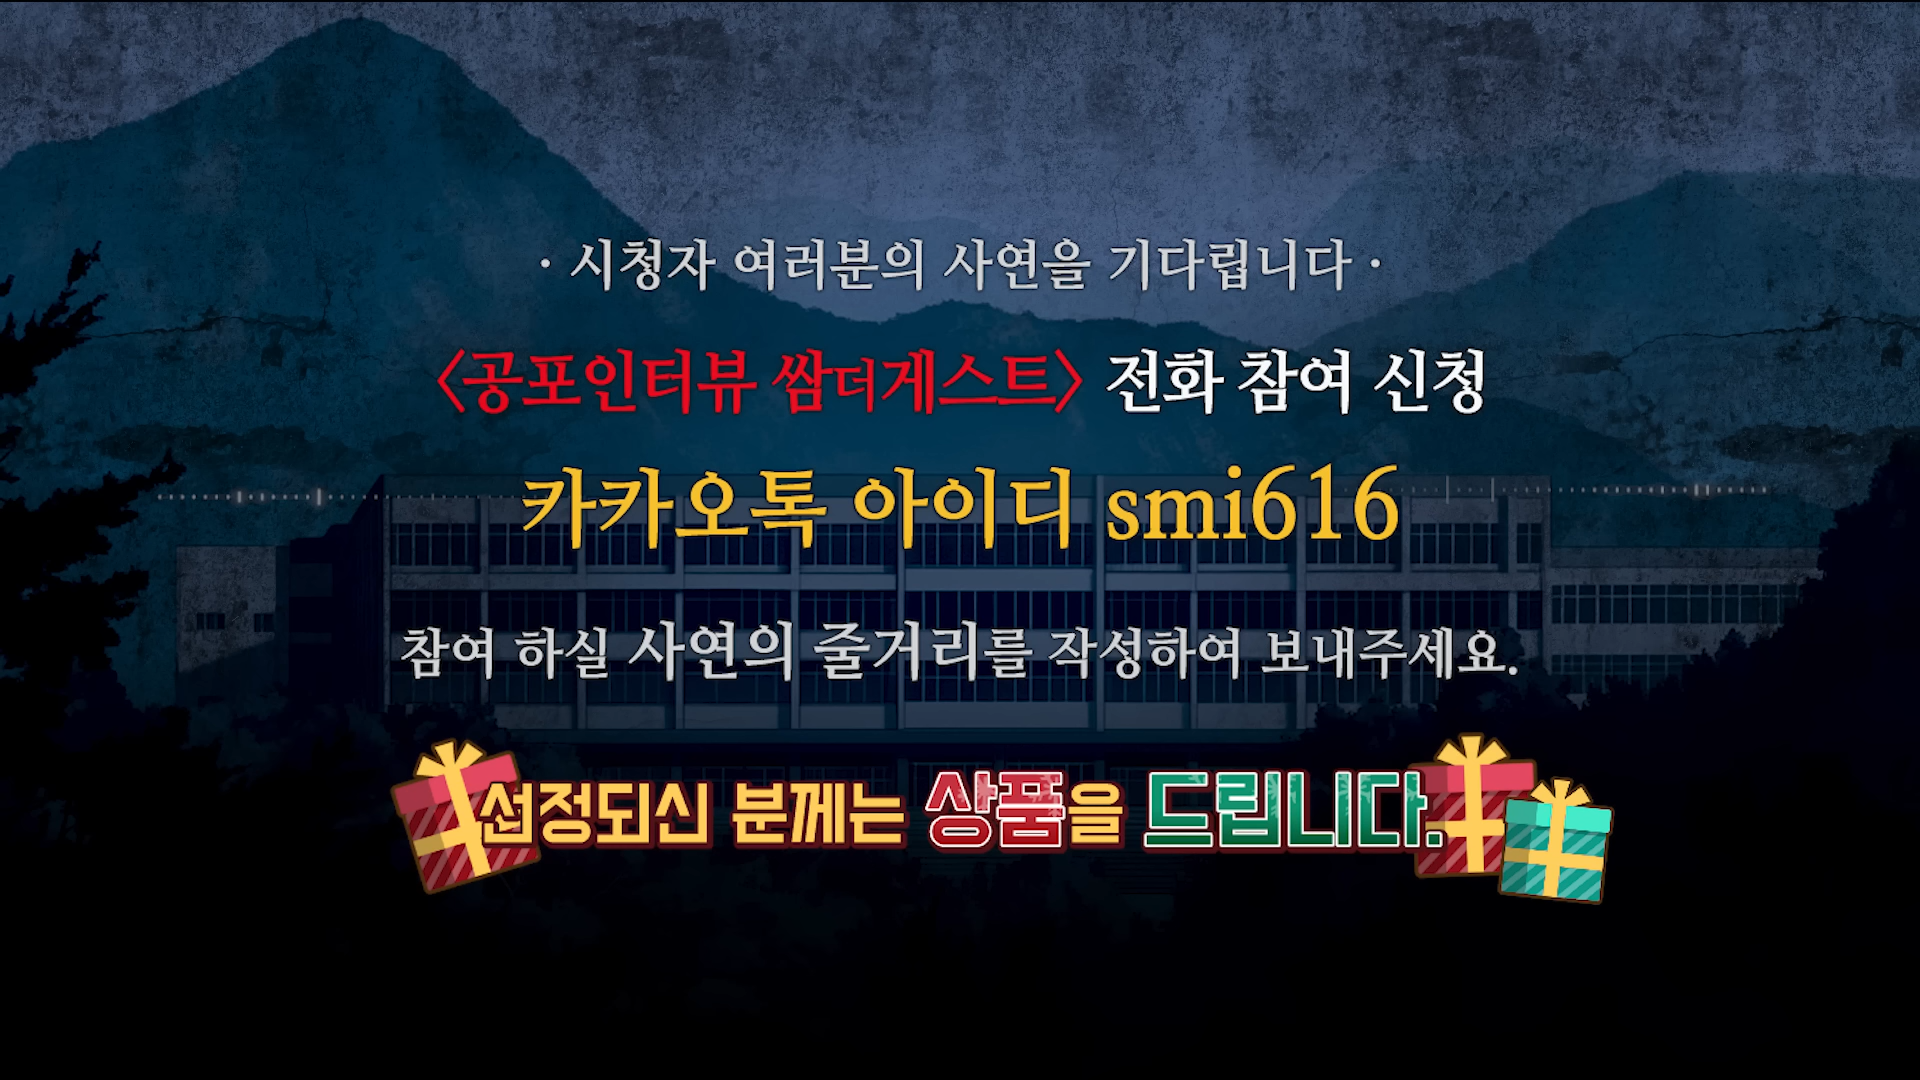 · 시청자 여러분의 사연을 기다립니다 ·
〈공포인터뷰 쌈더게스트〉 전화 참여 신청
카카오톡 아이디 smi616
참여 하실 사연의 줄거리를 작성하여 보내주세요.
선정되신 분께는 상품을 드립니다.